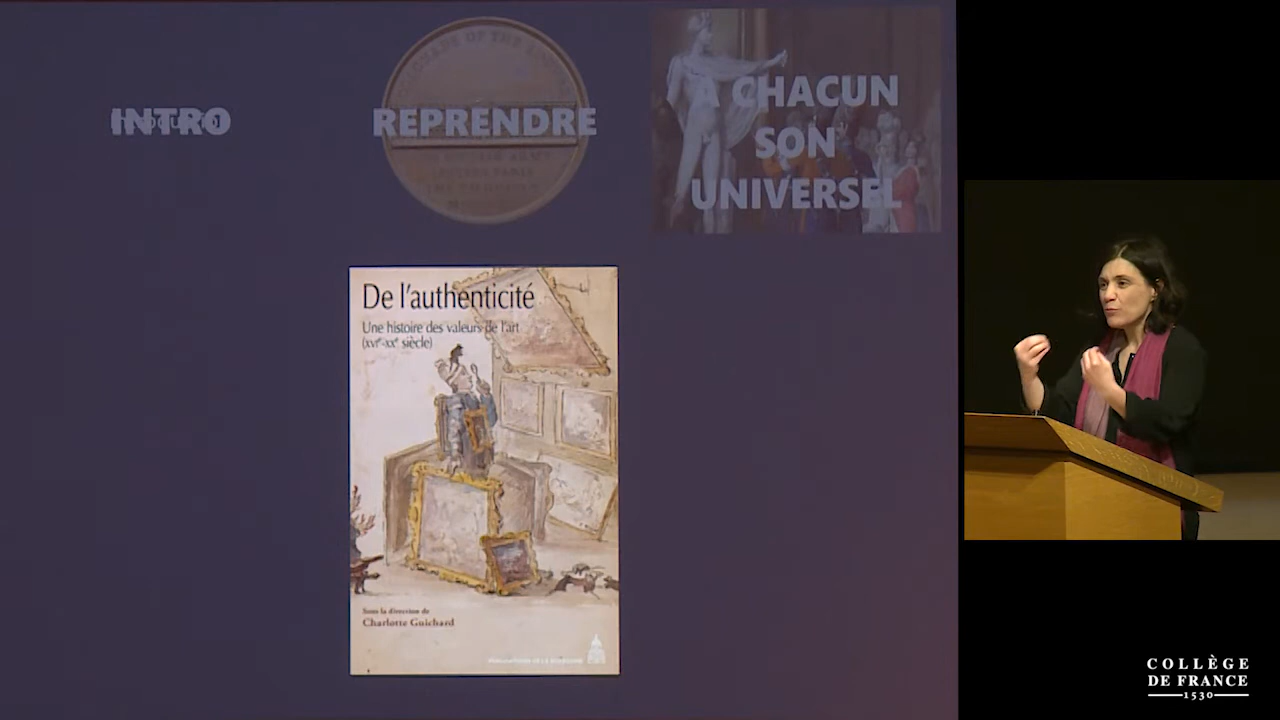 INTRO
REPRENDRE
A CHACUN
SON
UNIVERSEL
De l'authenticité
Une histoire des valeurs de l'art
(XVIe-XXe siècle)
Sous la direction de
Charlotte Guichard
COLLÈGE
DE FRANCE
1530